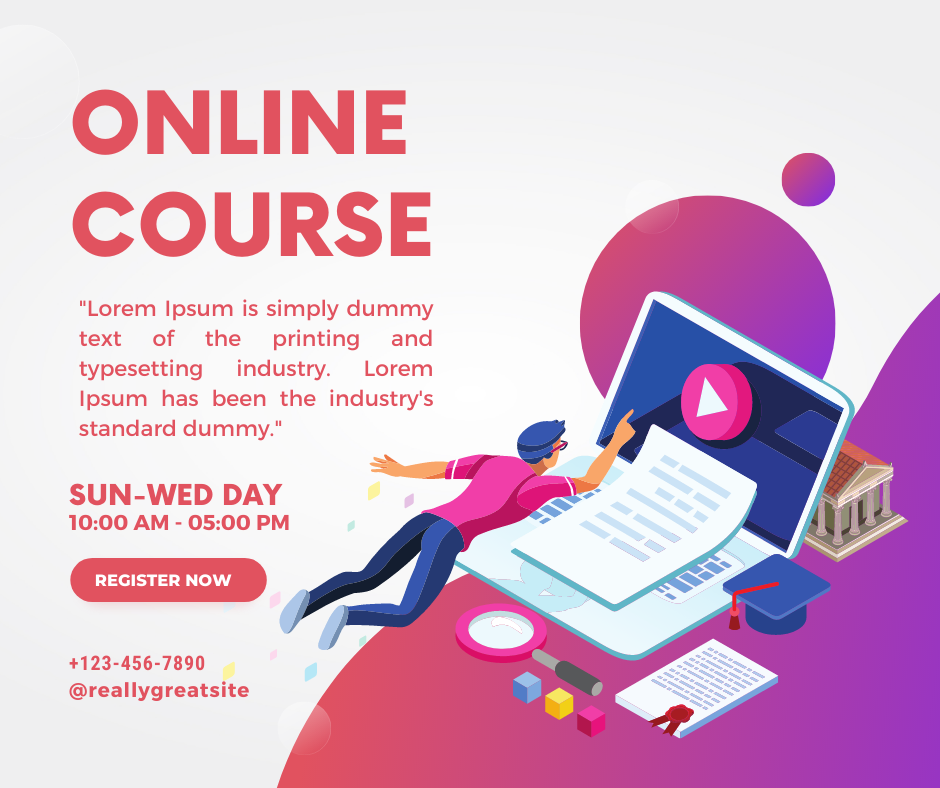 ONLINE
COURSE
"Lorem Ipsum is simply dummy
text of the printing and
typesetting industry. Lorem
Ipsum has been the industry's
standard dummy."
SUN-WED DAY
10:00 AM - 05:00 PM
REGISTER NOW
+123-456-7890
@reallygreatsite